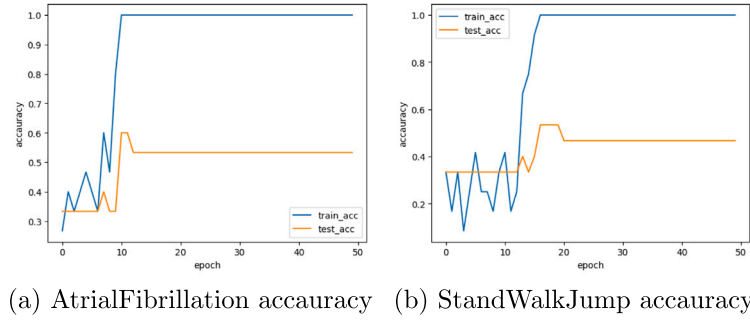 1.0
0.9
0.8
0.7
0.6
0.5
0.4
0.3
accauracy
0 10 20 30 40 50
epoch
train_acc
test_acc
1.0
0.8
0.6
0.4
0.2
accauracy
0 10 20 30 40 50
epoch
train_acc
test_acc
(a) AtrialFibrillation accauracy (b) StandWalkJump accauracy